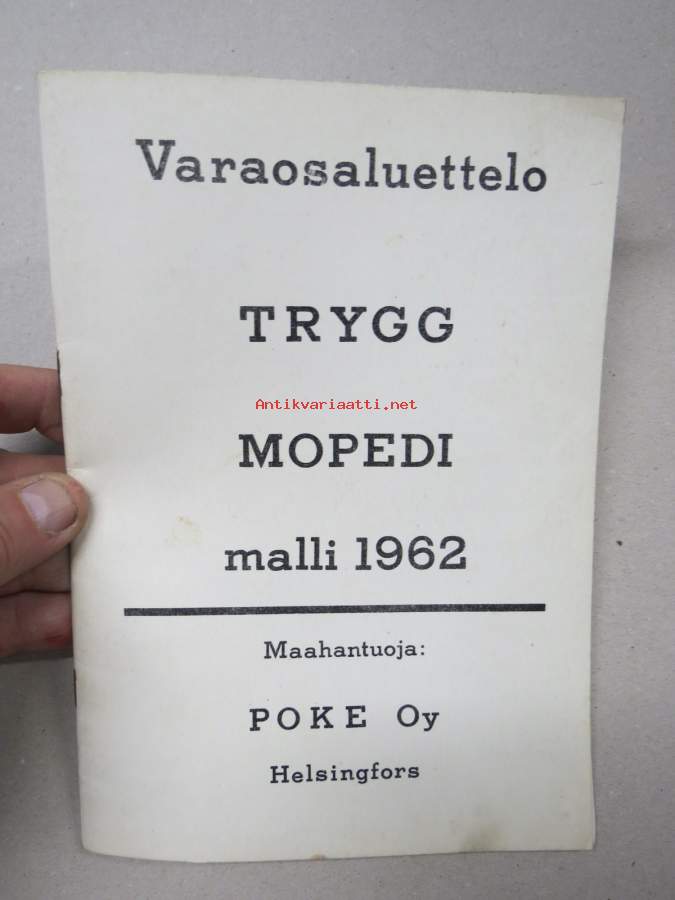 Varaosaluettelo
TRYGG
Antikvariaatti.net
MOPEDI
malli 1962
Maahantuoja:
POKE Oy
Helsingfors